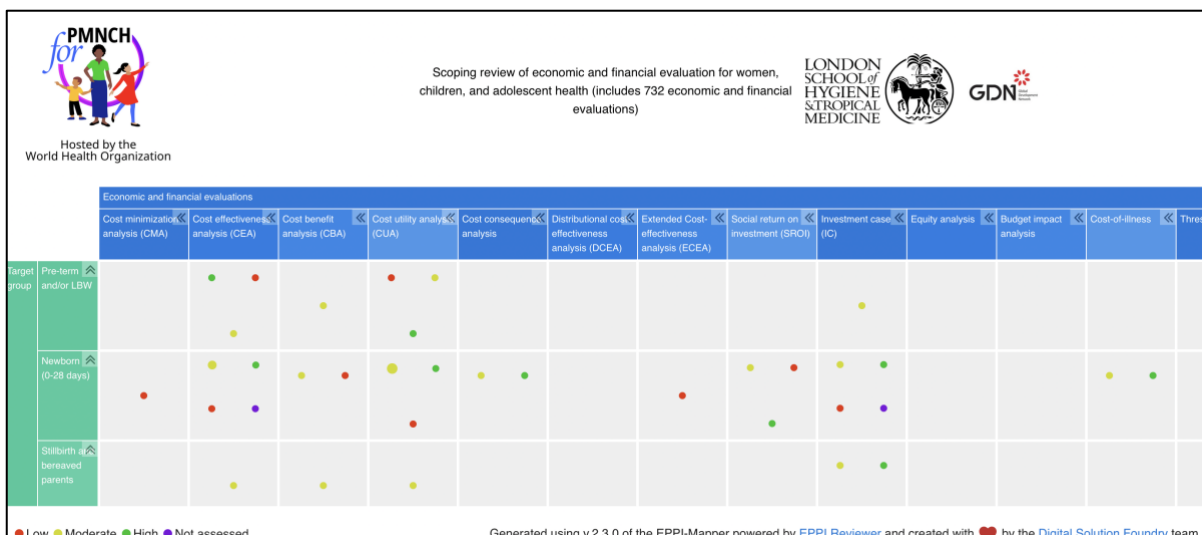 for PMNCH
Hosted by the
World Health Organization
Scoping review of economic and financial evaluation for women,
children, and adolescent health (includes 732 economic and financial
evaluations)
LONDON
SCHOOL of
HYGIENE
& TROPICAL
MEDICINE
GDN
Economic and financial evaluations
Cost minimization
analysis (CMA)
Cost effectiveness
analysis (CEA)
Cost benefit
analysis (CBA)
Cost utility analysis
(CUA)
Cost consequence
analysis
Distributional cost
effectiveness
analysis (DCEA)
Extended Cost-
effectiveness
analysis (ECEA)
Social return on
investment (SROI)
Investment case
(IC)
Equity analysis
Budget impact
analysis
Cost-of-illness
Target
group
Pre-term
and/or LBW
Newborn
(0-28 days)
Stillbirth
bereaved
parents
Low Moderate High Not assessed
Generated using v.2.3.0 of the EPPI-Mapper powered by EPPI Reviewer and created with ❤ by the Digital Solution Foundry team